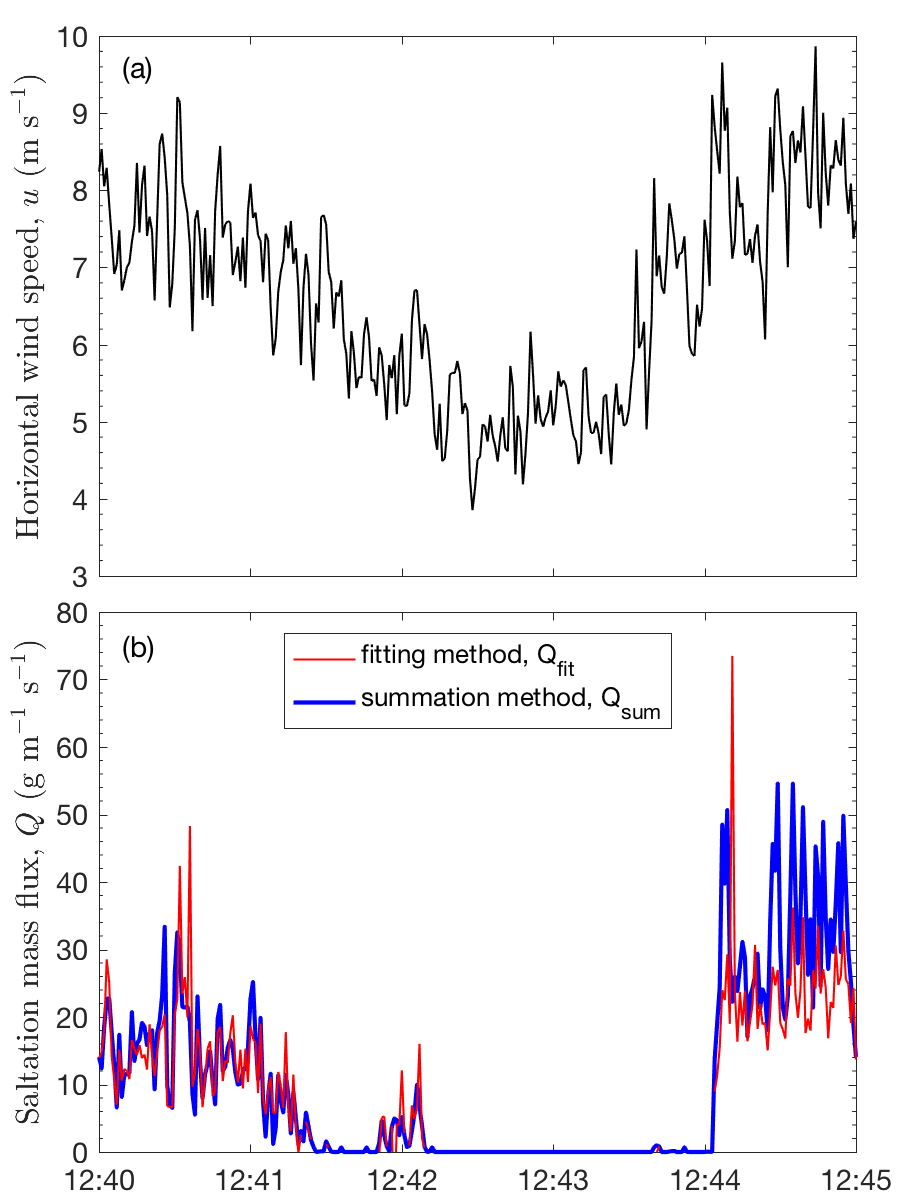 (a)
10
9
8
7
6
5
4
3
Horizontal wind speed, u (m s⁻¹)
(b)
fitting method, Q_fit
summation method, Q_sum
80
70
60
50
40
30
20
10
0
Saltation mass flux, Q (g m⁻¹ s⁻¹)
12:40 12:41 12:42 12:43 12:44 12:45